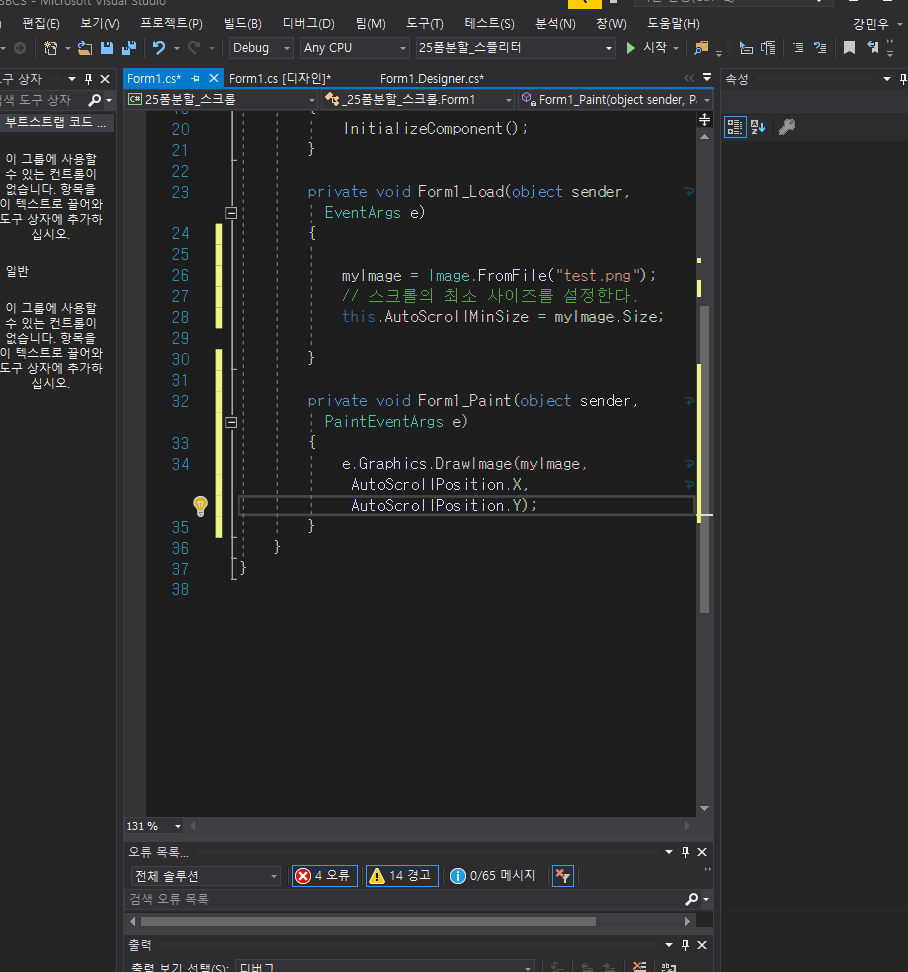 SBCS - Microsoft Visual Studio
편집(E) 보기(V) 프로젝트(P) 빌드(B) 디버그(D) 팀(M) 도구(T) 테스트(S) 분석(N) 창(W) 도움말(H) 강민우
Debug Any CPU 25폼분할_스플리터 시작
구 상자
Form1.cs* Form1.cs [디자인]* Form1.Designer.cs*
속성
색 도구 상자
25폼분할_스크롤 _25폼분할_스크롤.Form1 Form1_Paint(object sender, P
부트스트랩 코드 ...
이 그룹에 사용할
수 있는 컨트롤이
없습니다. 항목을
이 텍스트로 끌어와
도구 상자에 추가하
십시오.
일반
이 그룹에 사용할
수 있는 컨트롤이
없습니다. 항목을
이 텍스트로 끌어와
도구 상자에 추가하
십시오.
{
20 InitializeComponent();
21 }
22
23 private void Form1_Load(object sender,
EventArgs e)
24 {
25
26 myImage = Image.FromFile("test.png");
27 // 스크롤의 최소 사이즈를 설정한다.
28 this.AutoScrollMinSize = myImage.Size;
29
30 }
31
32 private void Form1_Paint(object sender,
PaintEventArgs e)
33 {
34 e.Graphics.DrawImage(myImage,
AutoScrollPosition.X,
AutoScrollPosition.Y);
35 }
36 }
37 }
38
131 %
오류 목록...
전체 솔루션 4 오류 14 경고 0/65 메시지
검색 오류 목록
출력
출력 보기 선택(S): 디버그